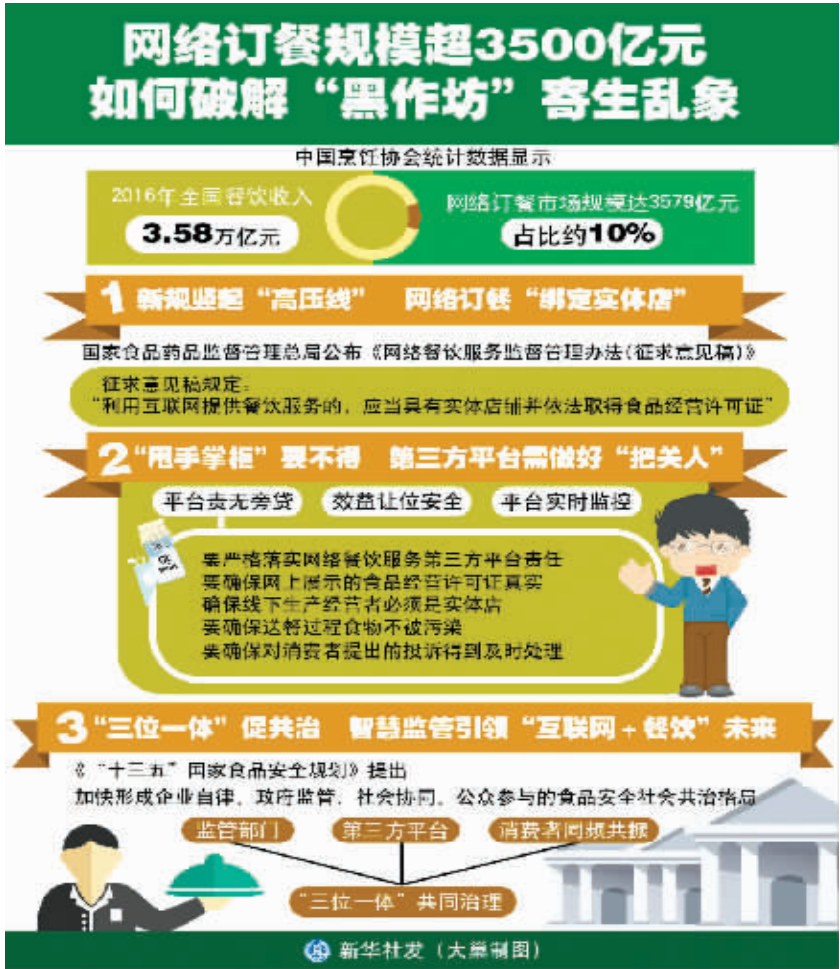 网络订餐规模超3500亿元
如何破解“黑作坊”寄生乱象
中国烹饪协会统计数据显示
2016年全国餐饮收入
3.58万亿元
网络订餐市场规模达3579亿元
占比约10%
1 新规竖起“高压线” 网络订餐“绑定实体店”
国家食品药品监督管理总局公布《网络餐饮服务监督管理办法(征求意见稿)》
征求意见稿规定：
“利用互联网提供餐饮服务的，应当具有实体店铺并依法取得食品经营许可证”
2 “甩手掌柜”要不得 第三方平台需做好“把关人”
平台责无旁贷 效益让位安全 平台实时监控
要严格落实网络餐饮服务第三方平台责任
要确保网上展示的食品经营许可证真实
确保线下生产经营者必须是实体店
要确保送餐过程食物不被污染
要确保对消费者提出的投诉得到及时处理
3 “三位一体”促共治 智慧监管引领“互联网+餐饮”未来
《“十三五”国家食品安全规划》提出
加快形成企业自律、政府监管、社会协同、公众参与的食品安全社会共治格局
监管部门 第三方平台 消费者同频共振
“三位一体”共同治理
新华社发（大巢制图）